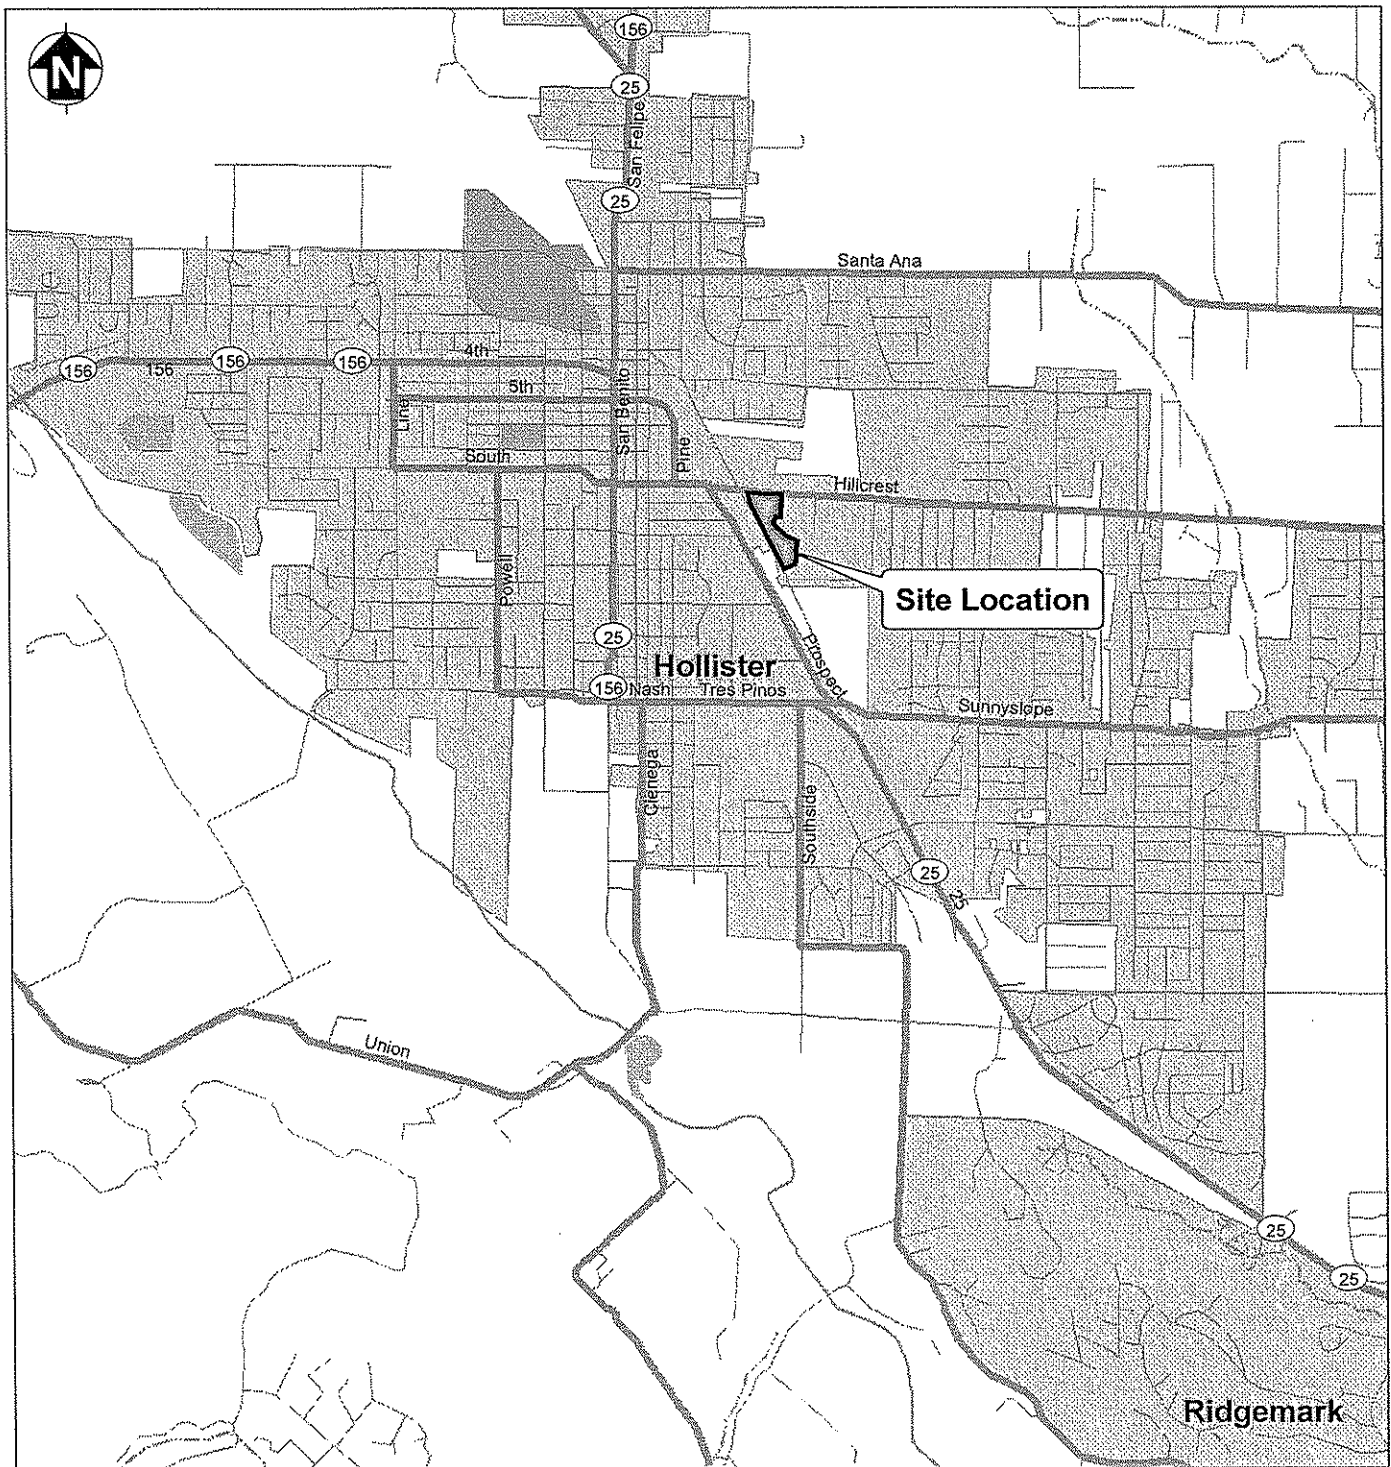 156
N
25
San Felipe
25
Santa Ana
4th
156
156
156
156
5th
San Benito
Line
Pine
South
Hillcrest
Powell
Site Location
25
Hollister
Prospect
156
Nash
Tres Pinos
Sunnyslope
Cienega
Southside
25
25
Union
25
25
Ridgemark